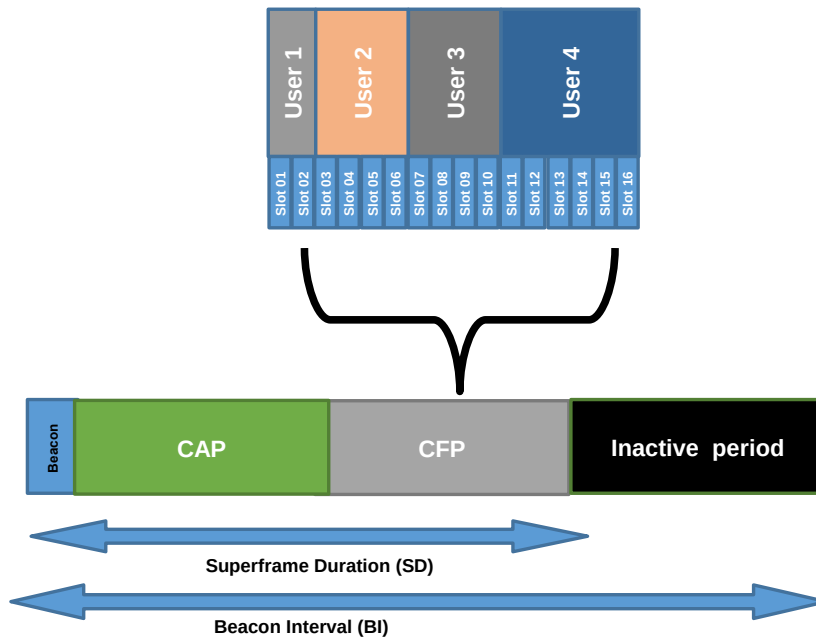 User 1
User 2
User 3
User 4
Slot 01
Slot 02
Slot 03
Slot 04
Slot 05
Slot 06
Slot 07
Slot 08
Slot 09
Slot 10
Slot 11
Slot 12
Slot 13
Slot 14
Slot 15
Slot 16
Beacon
CAP
CFP
Inactive period
Superframe Duration (SD)
Beacon Interval (BI)